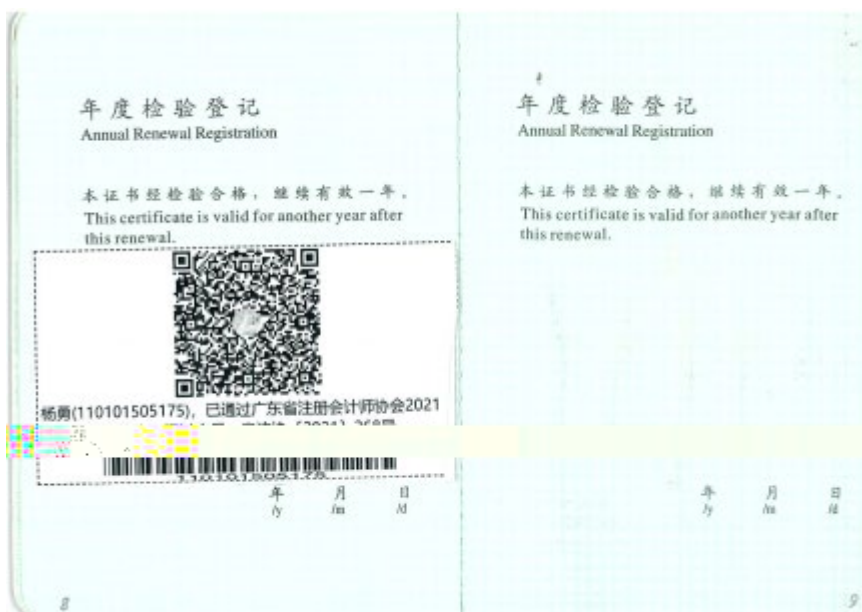 年度检验登记
Annual Renewal Registration
本证书经检验合格，继续有效一年。
This certificate is valid for another year after
this renewal.
杨勇(110101505175)，已通过广东省注册会计师协会2021
110101505175
年 月 日
/y /m /d
8
年度检验登记
Annual Renewal Registration
本证书经检验合格，继续有效一年。
This certificate is valid for another year after
this renewal.
年 月 日
/y /m /d
9